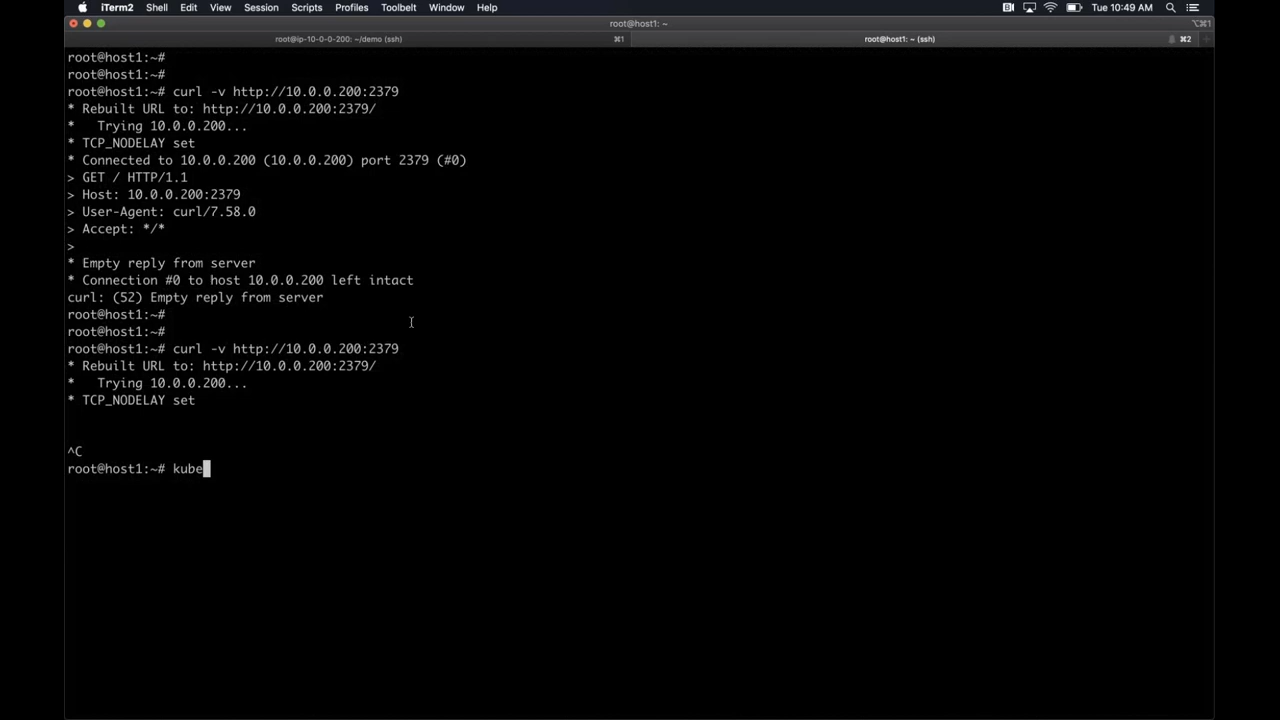 iTerm2 Shell Edit View Session Scripts Profiles Toolbelt Window Help Tue 10:49 AM
root@host1: ~ ⌥⌘1
root@ip-10-0-0-200: ~/demo (ssh) ⌘1 root@host1: ~ (ssh) ⌘2
root@host1:~#
root@host1:~#
root@host1:~# curl -v http://10.0.0.200:2379
* Rebuilt URL to: http://10.0.0.200:2379/
*   Trying 10.0.0.200...
* TCP_NODELAY set
* Connected to 10.0.0.200 (10.0.0.200) port 2379 (#0)
> GET / HTTP/1.1
> Host: 10.0.0.200:2379
> User-Agent: curl/7.58.0
> Accept: */*
>
* Empty reply from server
* Connection #0 to host 10.0.0.200 left intact
curl: (52) Empty reply from server
root@host1:~#
root@host1:~#
root@host1:~# curl -v http://10.0.0.200:2379
* Rebuilt URL to: http://10.0.0.200:2379/
*   Trying 10.0.0.200...
* TCP_NODELAY set
^C
root@host1:~# kube